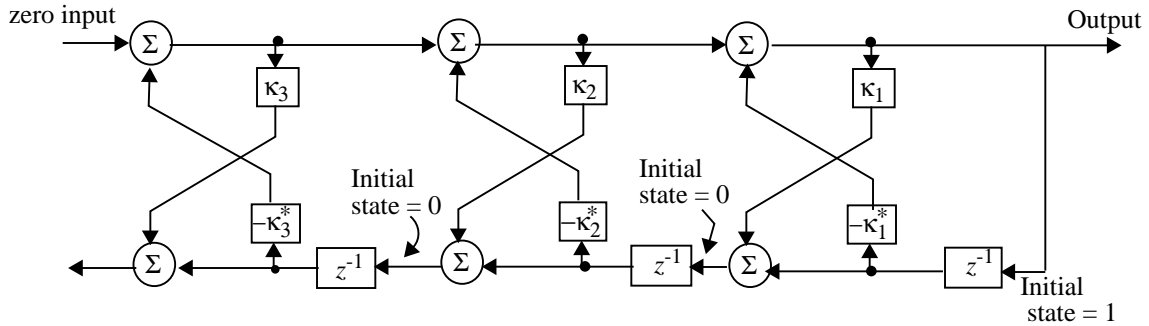 zero input
Output
Σ
Σ
Σ
κ₃
κ₂
κ₁
Initial
state = 0
Initial
state = 0
−κ₃*
−κ₂*
−κ₁*
Σ
z⁻¹
Σ
z⁻¹
Σ
z⁻¹
Initial
state = 1